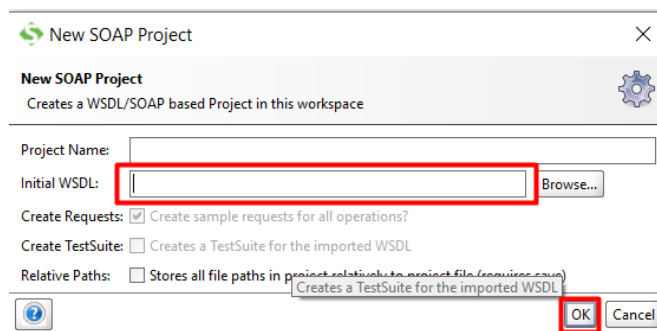 New SOAP Project
New SOAP Project
Creates a WSDL/SOAP based Project in this workspace
Project Name:
Initial WSDL: Browse...
Create Requests: Create sample requests for all operations?
Create TestSuite: Creates a TestSuite for the imported WSDL
Relative Paths: Stores all file paths in project relatively to project file (requires save)
Creates a TestSuite for the imported WSDL
? OK Cancel